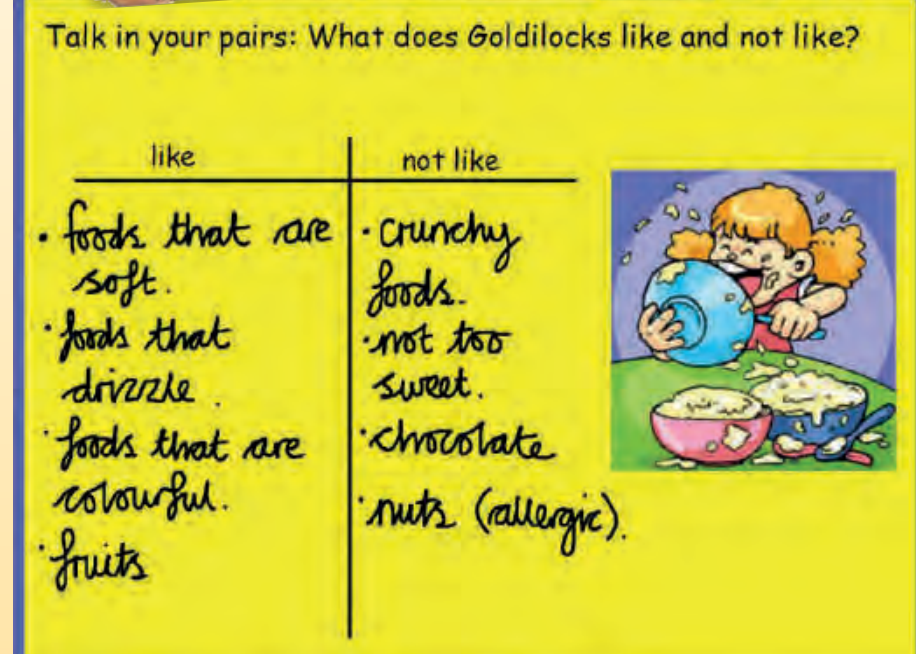 Talk in your pairs: What does Goldilocks like and not like?
like
• foods that are
soft.
• foods that
drizzle.
• foods that are
colourful.
• fruits
not like
• crunchy
foods.
• not too
sweet.
• chocolate
• nuts (allergic).